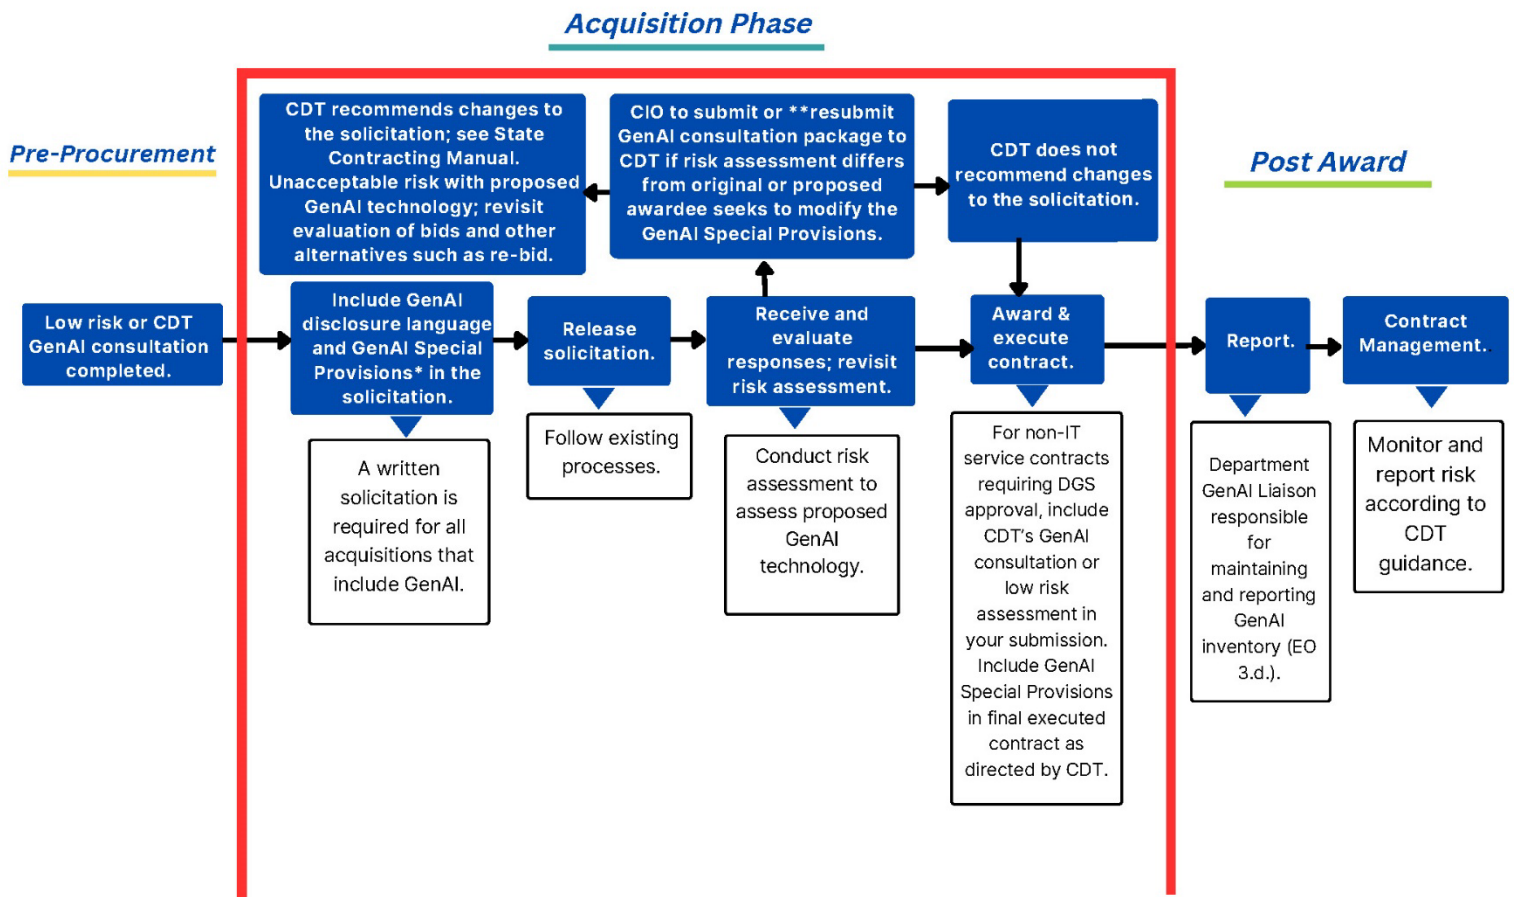 Acquisition Phase
Pre-Procurement
Post Award
CDT recommends changes to
the solicitation; see State
Contracting Manual.
Unacceptable risk with proposed
GenAI technology; revisit
evaluation of bids and other
alternatives such as re-bid.
CIO to submit or **resubmit
GenAI consultation package to
CDT if risk assessment differs
from original or proposed
awardee seeks to modify the
GenAI Special Provisions.
CDT does not
recommend changes
to the solicitation.
Low risk or CDT
GenAI consultation
completed.
Include GenAI
disclosure language
and GenAI Special
Provisions* in the
solicitation.
Release
solicitation.
Receive and
evaluate
responses; revisit
risk assessment.
Award &
execute
contract.
Report.
Contract
Management..
A written
solicitation is
required for all
acquisitions that
include GenAI.
Follow existing
processes.
Conduct risk
assessment to
assess proposed
GenAI
technology.
For non-IT
service contracts
requiring DGS
approval, include
CDT's GenAI
consultation or
low risk
assessment in
your submission.
Include GenAI
Special Provisions
in final executed
contract as
directed by CDT.
Department
GenAI Liaison
responsible
for
maintaining
and reporting
GenAI
inventory (EO
3.d.).
Monitor and
report risk
according to
CDT
guidance.